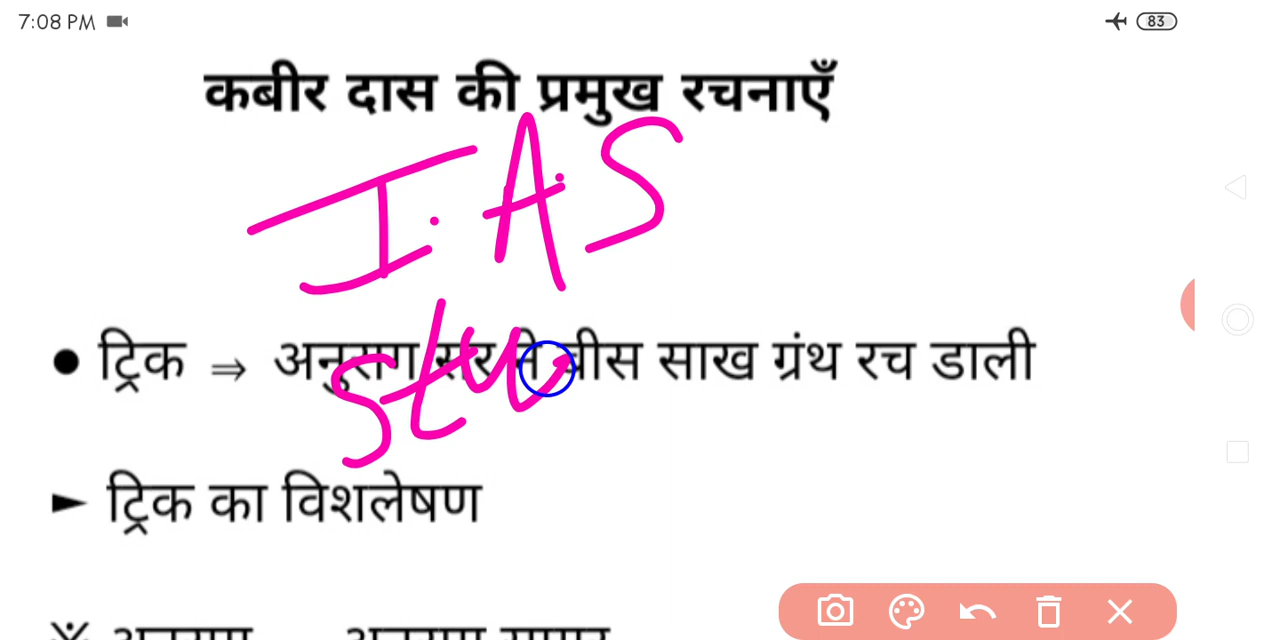 7:08 PM 83
कबीर दास की प्रमुख रचनाएँ
I.A.S
● ट्रिक ⇒ अनुराग सार ने बीस साख ग्रंथ रच डाली
stu
► ट्रिक का विशलेषण